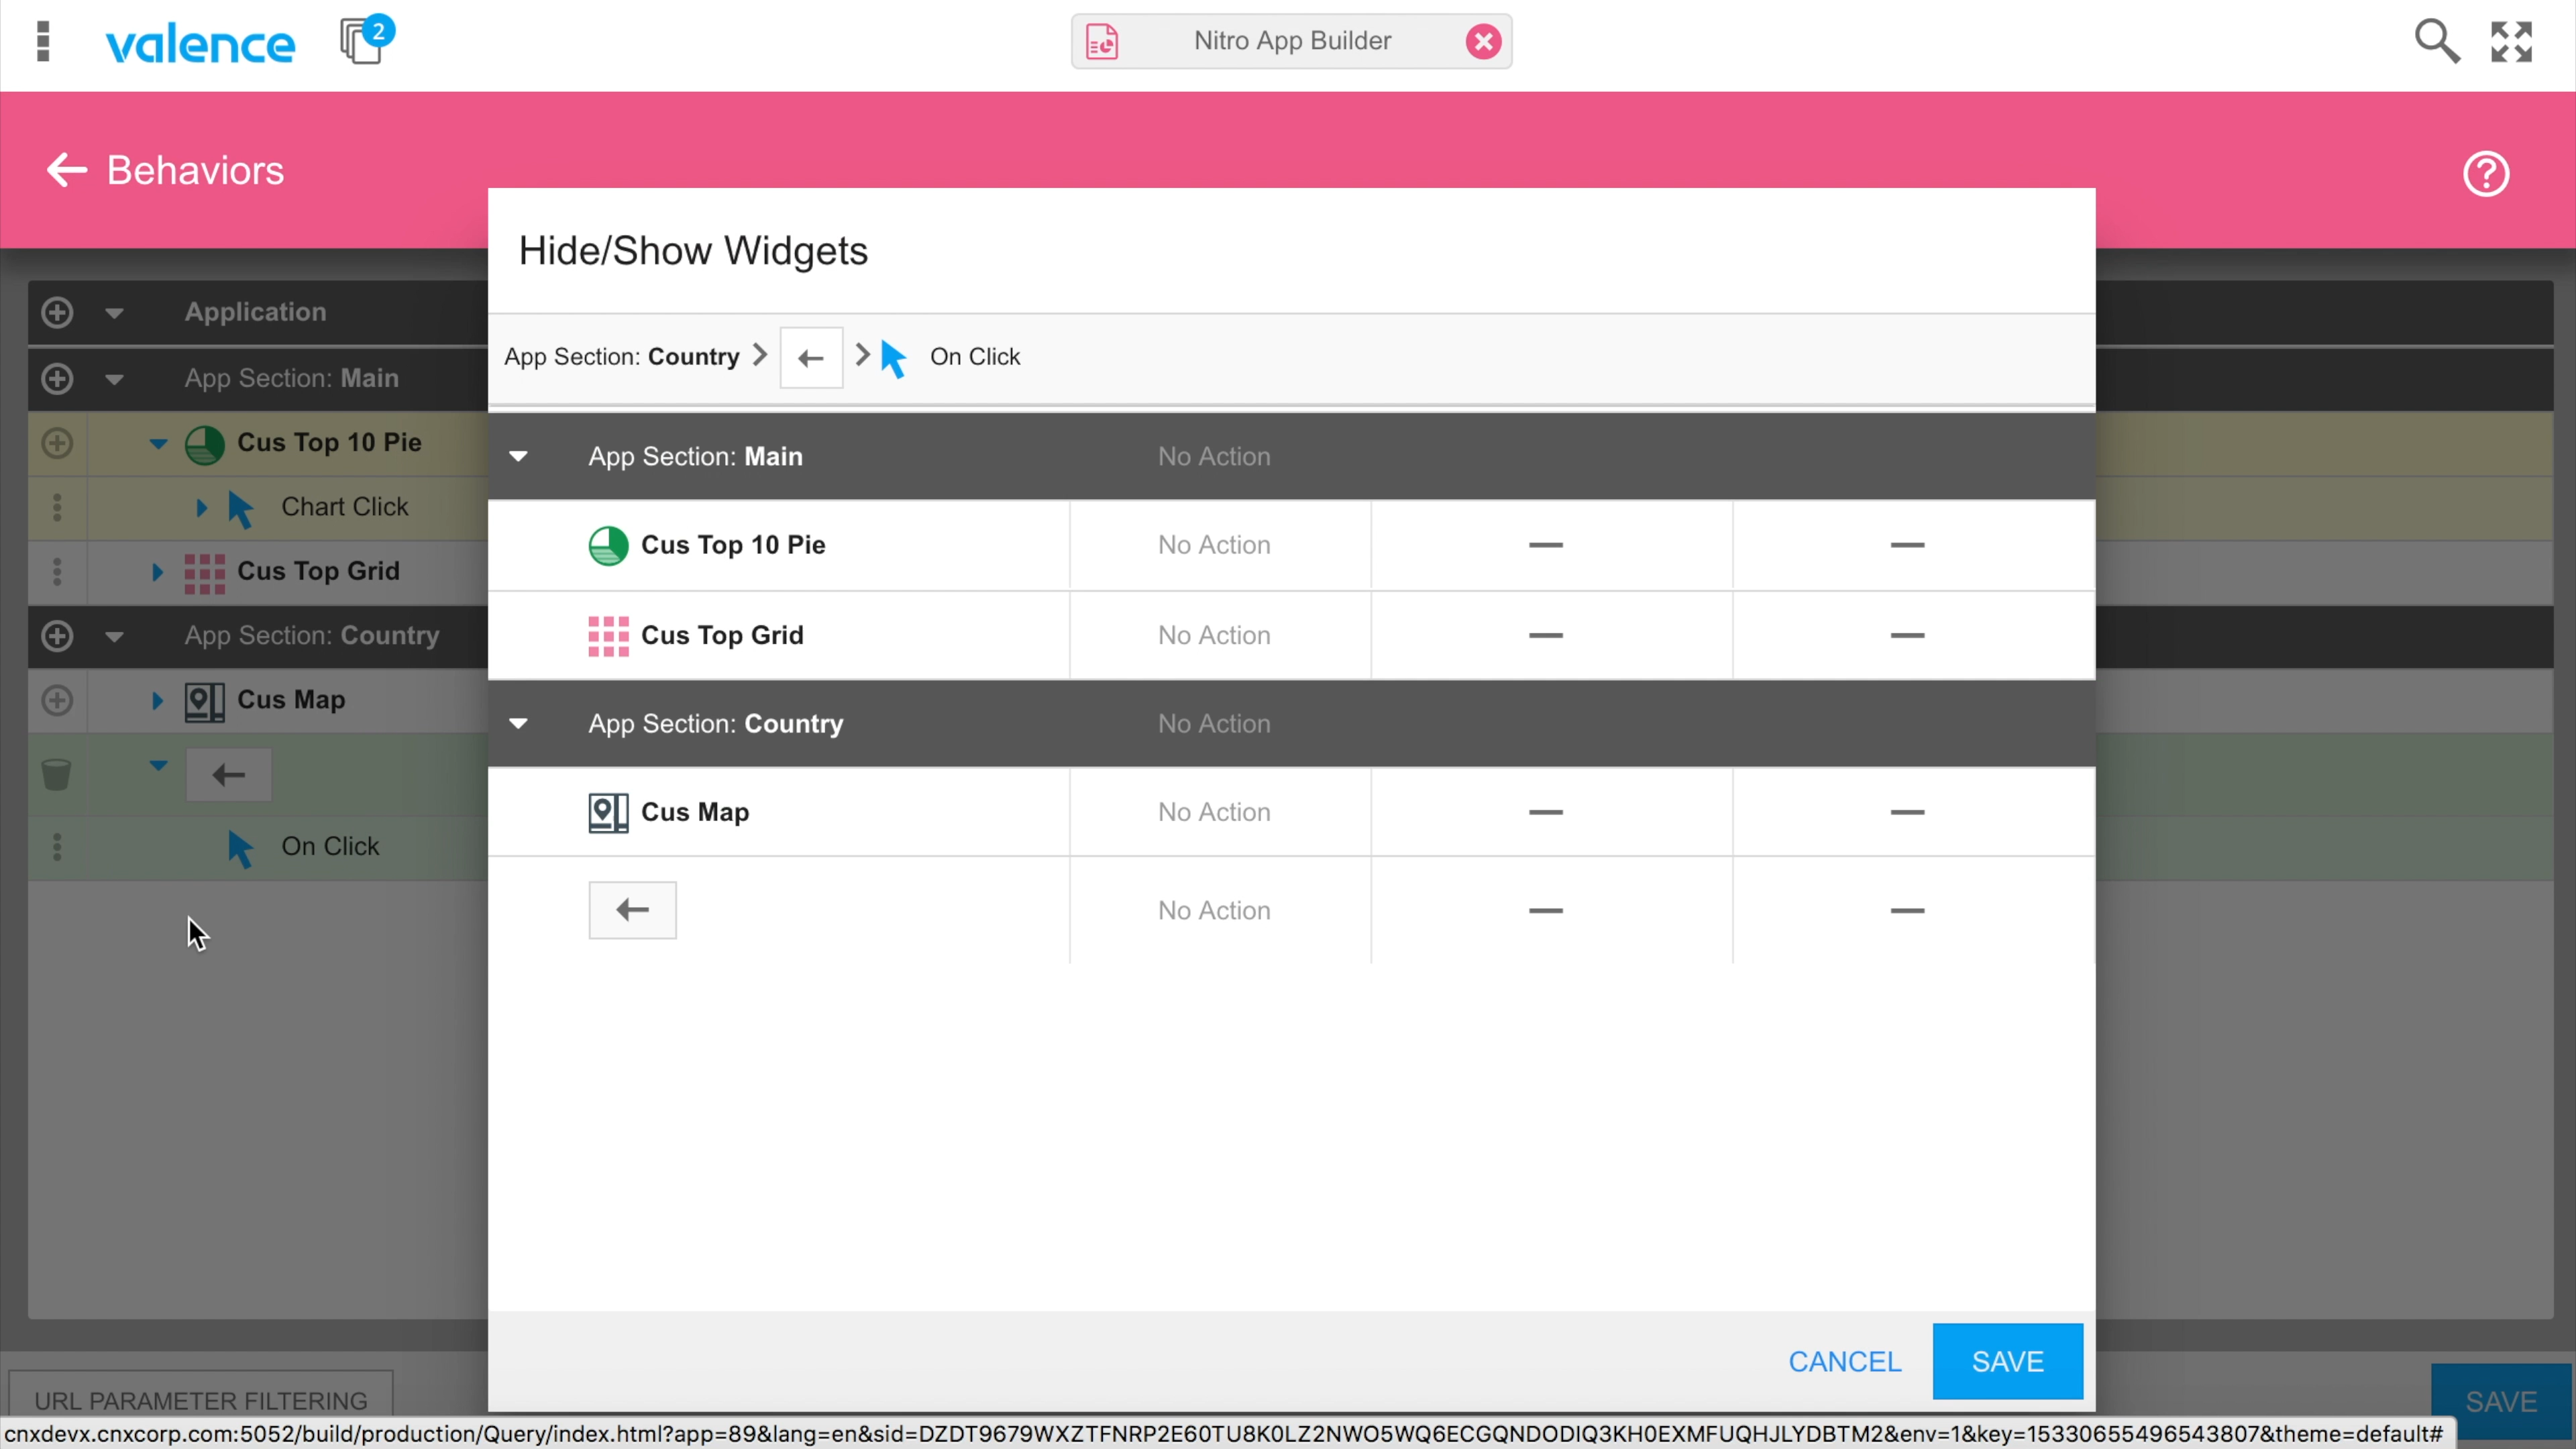 valence
2
Nitro App Builder
Behaviors
Hide/Show Widgets
App Section: Country
On Click
Application
App Section: Main
Cus Top 10 Pie
Chart Click
Cus Top Grid
App Section: Country
Cus Map
On Click
App Section: Main No Action
Cus Top 10 Pie No Action — —
Cus Top Grid No Action — —
App Section: Country No Action
Cus Map No Action — —
No Action — —
CANCEL SAVE
URL PARAMETER FILTERING
SAVE
cnxdevx.cnxcorp.com:5052/build/production/Query/index.html?app=89&lang=en&sid=DZDT9679WXZTFNRP2E60TU8K0LZ2NWO5WQ6ECGQNDODIQ3KH0EXMFUQHJLYDBTM2&env=1&key=15330655496543807&theme=default#